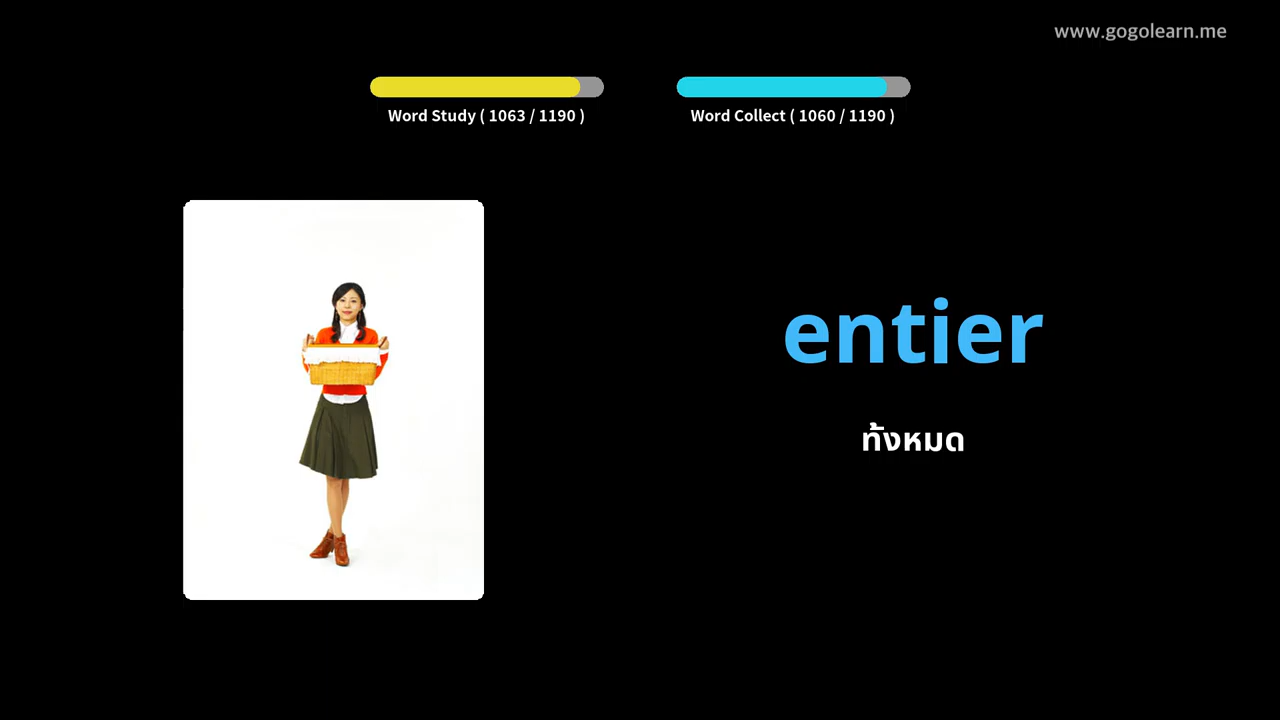 www.gogolearn.me
Word Study ( 1063 / 1190 )
Word Collect ( 1060 / 1190 )
entier
ทั้งหมด